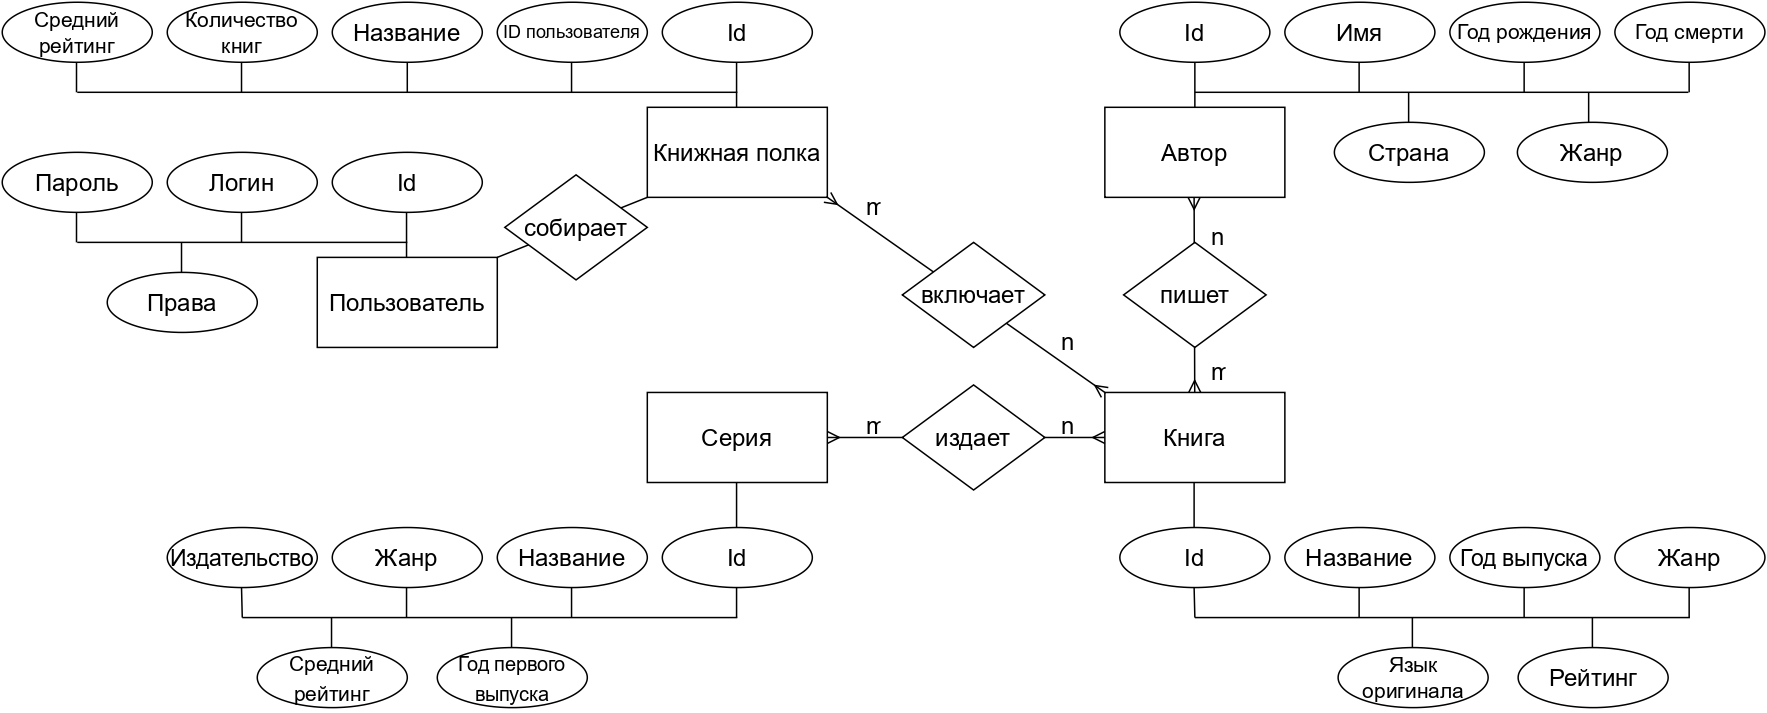 Средний
рейтинг
Количество
книг
Название
ID пользователя
Id
Id
Имя
Год рождения
Год смерти
Книжная полка
Автор
Страна
Жанр
Пароль
Логин
Id
собирает
m
n
Права
Пользователь
включает
пишет
n
m
Серия
m
издает
n
Книга
Издательство
Жанр
Название
Id
Id
Название
Год выпуска
Жанр
Средний
рейтинг
Год первого
выпуска
Язык
оригинала
Рейтинг